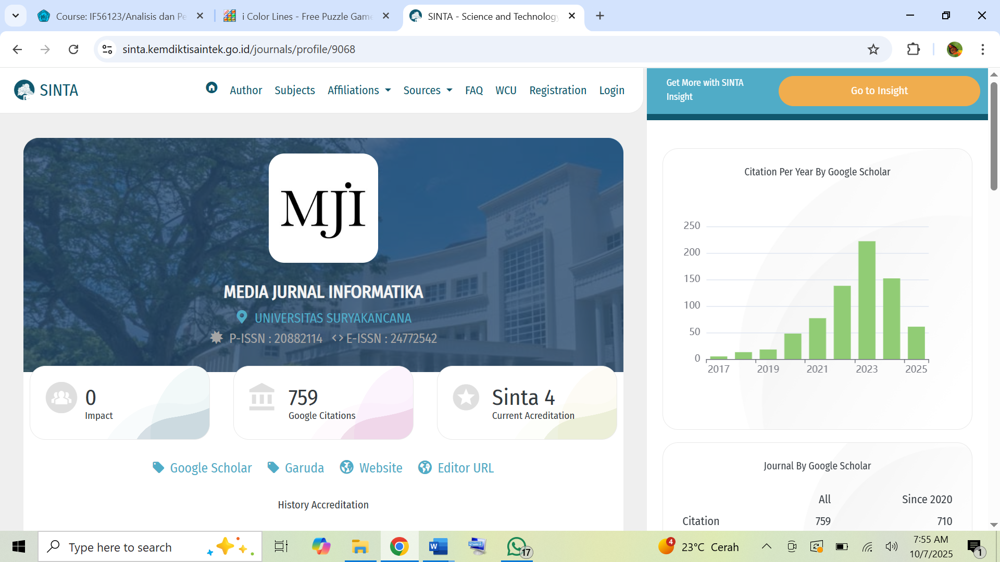 Course: IF56123/Analisis dan Pe
i Color Lines - Free Puzzle Game
SINTA - Science and Technology
sinta.kemdiktisaintek.go.id/journals/profile/9068
SINTA
Author
Subjects
Affiliations
Sources
FAQ
WCU
Registration
Login
Get More with SINTA
Insight
Go to Insight
MJI
MEDIA JURNAL INFORMATIKA
UNIVERSITAS SURYAKANCANA
P-ISSN : 20882114 <> E-ISSN : 24772542
0
Impact
759
Google Citations
Sinta 4
Current Acreditation
Google Scholar
Garuda
Website
Editor URL
History Accreditation
Citation Per Year By Google Scholar
250
200
150
100
50
0
2017
2019
2021
2023
2025
Journal By Google Scholar
All
Since 2020
Citation
759
710
Type here to search
W
17
4
23°C Cerah
7:55 AM
10/7/2025
1